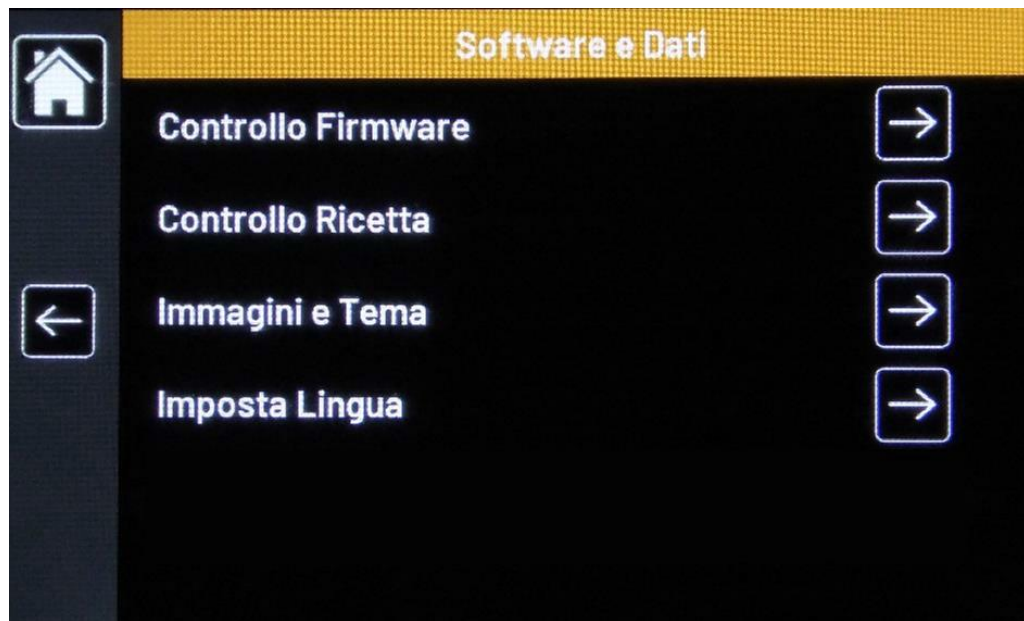 Software e Dati
Controllo Firmware
Controllo Ricetta
Immagini e Tema
Imposta Lingua